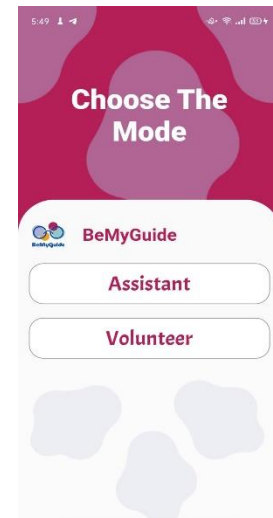 5:49
Choose The
Mode
BeMyGuide
BeMyGuide
Assistant
Volunteer